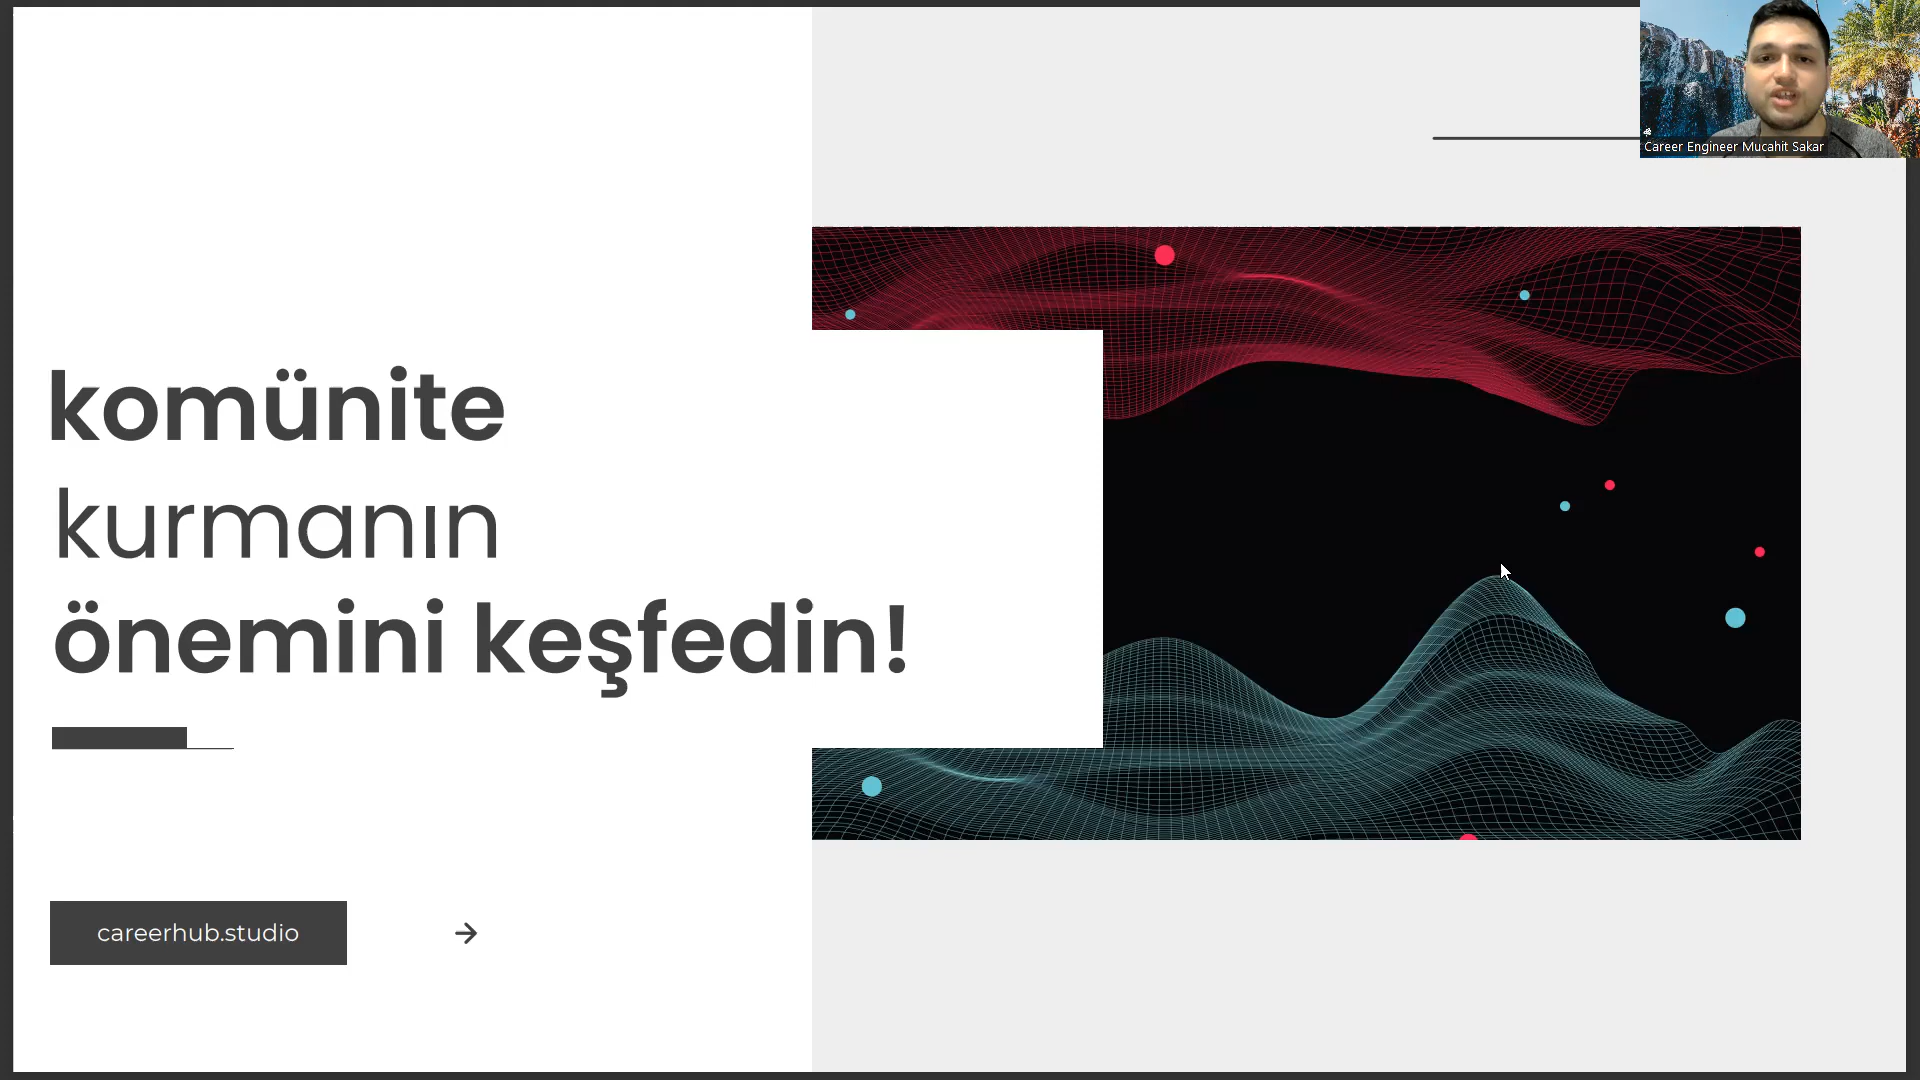 Career Engineer Mucahit Sakar
komünite
kurmanın
önemini keşfedin!
careerhub.studio